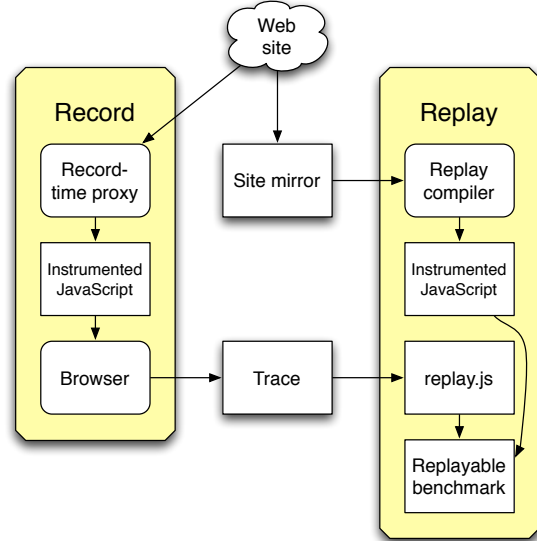 Web
site
Record
Record-
time proxy
Instrumented
JavaScript
Browser
Site mirror
Trace
Replay
Replay
compiler
Instrumented
JavaScript
replay.js
Replayable
benchmark